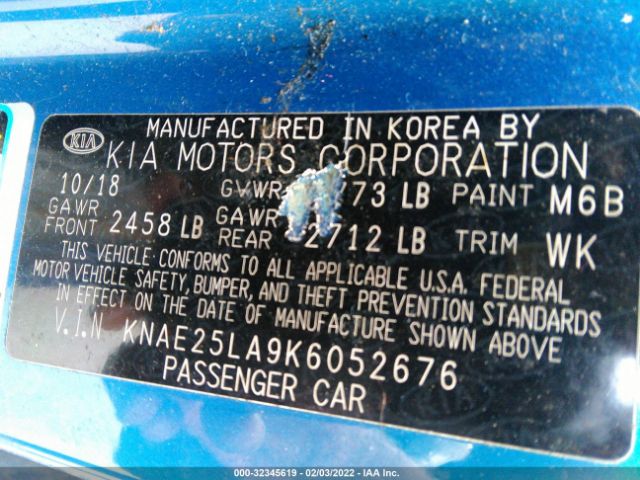 MANUFACTURED IN KOREA BY
KIA KIA MOTORS CORPORATION
10/18 GVWR 73 LB PAINT M6B
GAWR FRONT 2458 LB GAWR REAR 2712 LB TRIM WK
THIS VEHICLE CONFORMS TO ALL APPLICABLE U.S.A. FEDERAL
MOTOR VEHICLE SAFETY, BUMPER, AND THEFT PREVENTION STANDARDS
IN EFFECT ON THE DATE OF MANUFACTURE SHOWN ABOVE
V.I.N KNAE25LA9K6052676
PASSENGER CAR
000-32345619 - 02/03/2022 - IAA Inc.